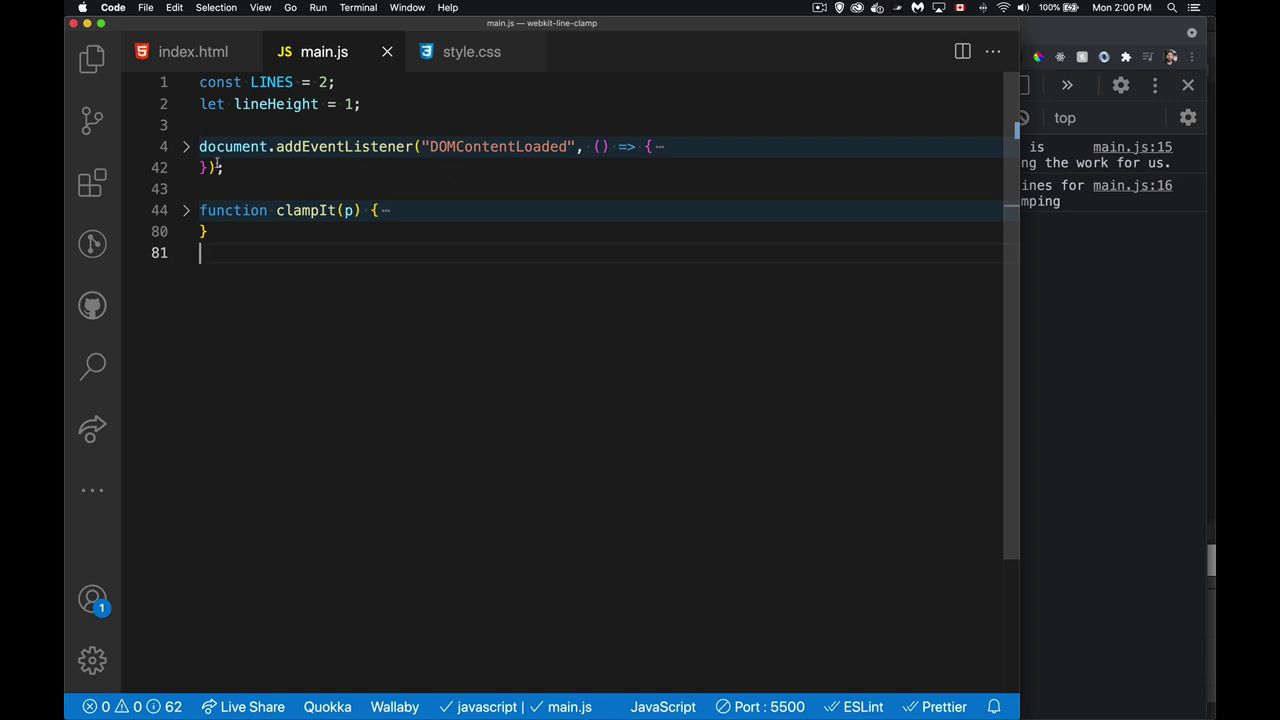 Code File Edit Selection View Go Run Terminal Window Help 100% Mon 2:00 PM
main.js — webkit-line-clamp
index.html JS main.js style.css
1 const LINES = 2;
2 let lineHeight = 1;
3
4 document.addEventListener("DOMContentLoaded", () => {
42 });
43
44 function clampIt(p) {
80 }
81
top
is main.js:15
ng the work for us.
ines for main.js:16
mping
1
0 0 62 Live Share Quokka Wallaby javascript | main.js JavaScript Port : 5500 ESLint Prettier